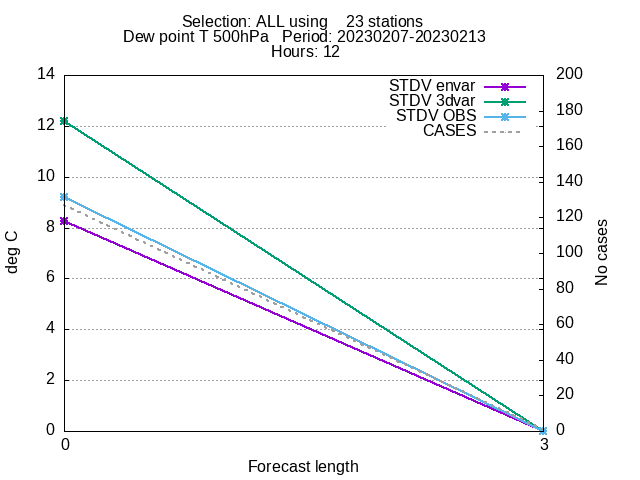 Selection: ALL using    23 stations
Dew point T 500hPa   Period: 20230207-20230213
Hours: 12
14
12
10
8
6
4
2
0
deg C
STDV envar
STDV 3dvar
STDV OBS
CASES
200
180
160
140
120
100
80
60
40
20
0
No cases
0
3
Forecast length